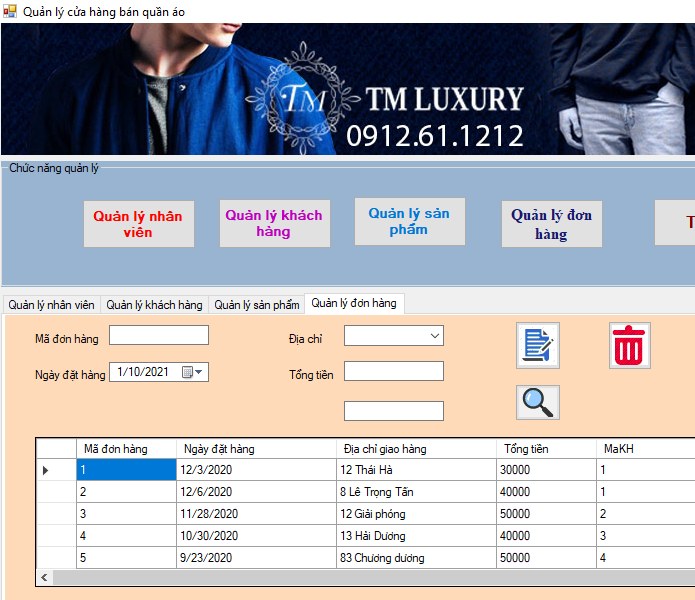 Quản lý cửa hàng bán quần áo
TM
TM LUXURY
0912.61.1212
Chức năng quản lý
Quản lý nhân
viên
Quản lý khách
hàng
Quản lý sản
phẩm
Quản lý đơn
hàng
T
Quản lý nhân viên Quản lý khách hàng Quản lý sản phẩm Quản lý đơn hàng
Mã đơn hàng Địa chỉ
Ngày đặt hàng 1/10/2021 Tổng tiền
Mã đơn hàng Ngày đặt hàng Địa chỉ giao hàng Tổng tiền MaKH
1 12/3/2020 12 Thái Hà 30000 1
2 12/6/2020 8 Lê Trọng Tấn 40000 1
3 11/28/2020 12 Giải phóng 50000 2
4 10/30/2020 13 Hải Dương 40000 3
5 9/23/2020 83 Chương dương 50000 4